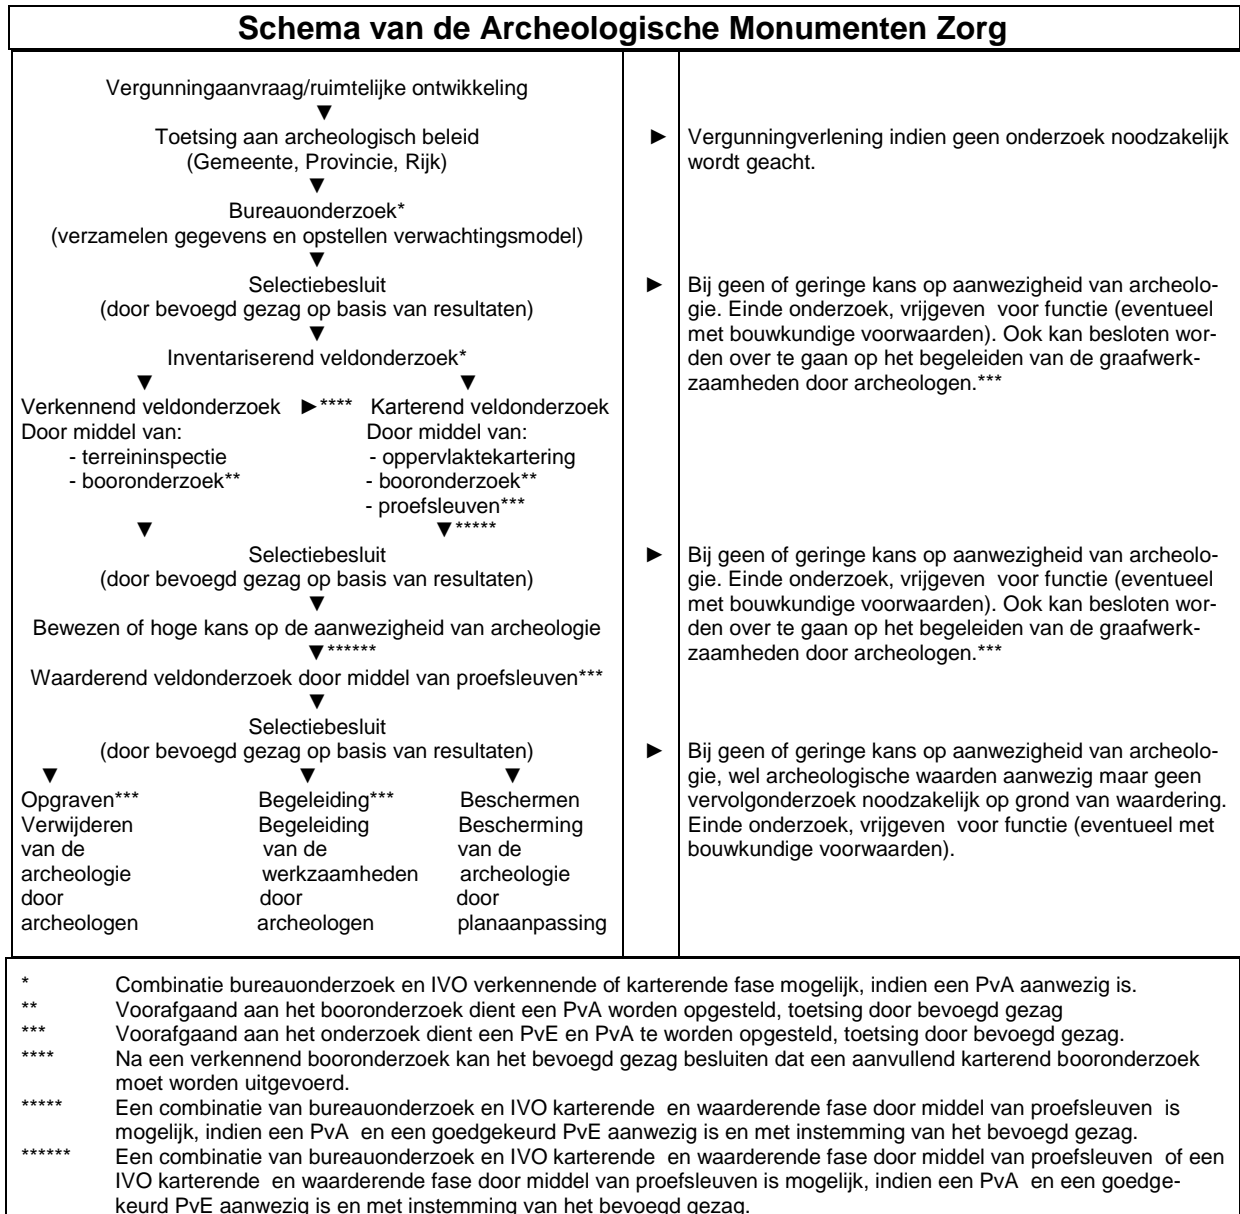 Schema van de Archeologische Monumenten Zorg
Vergunningaanvraag/ruimtelijke ontwikkeling
▼
Toetsing aan archeologisch beleid
(Gemeente, Provincie, Rijk)
► Vergunningverlening indien geen onderzoek noodzakelijk
wordt geacht.
▼
Bureauonderzoek*
(verzamelen gegevens en opstellen verwachtingsmodel)
▼
Selectiebesluit
(door bevoegd gezag op basis van resultaten)
► Bij geen of geringe kans op aanwezigheid van archeolo-
gie. Einde onderzoek, vrijgeven voor functie (eventueel
met bouwkundige voorwaarden). Ook kan besloten wor-
den over te gaan op het begeleiden van de graafwerk-
zaamheden door archeologen.***
▼
Inventariserend veldonderzoek*
▼ ▼
Verkennend veldonderzoek ►**** Karterend veldonderzoek
Door middel van: Door middel van:
- terreininspectie - oppervlaktekartering
- booronderzoek** - booronderzoek**
- proefsleuven***
▼ ▼*****
Selectiebesluit
(door bevoegd gezag op basis van resultaten)
► Bij geen of geringe kans op aanwezigheid van archeolo-
gie. Einde onderzoek, vrijgeven voor functie (eventueel
met bouwkundige voorwaarden). Ook kan besloten wor-
den over te gaan op het begeleiden van de graafwerk-
zaamheden door archeologen.***
▼
Bewezen of hoge kans op de aanwezigheid van archeologie
▼******
Waarderend veldonderzoek door middel van proefsleuven***
▼
Selectiebesluit
(door bevoegd gezag op basis van resultaten)
► Bij geen of geringe kans op aanwezigheid van archeolo-
gie, wel archeologische waarden aanwezig maar geen
vervolgonderzoek noodzakelijk op grond van waardering.
Einde onderzoek, vrijgeven voor functie (eventueel met
bouwkundige voorwaarden).
▼ ▼ ▼
Opgraven*** Begeleiding*** Beschermen
Verwijderen Begeleiding Bescherming
van de van de van de
archeologie werkzaamheden archeologie
door door door
archeologen archeologen planaanpassing
* Combinatie bureauonderzoek en IVO verkennende of karterende fase mogelijk, indien een PvA aanwezig is.
** Voorafgaand aan het booronderzoek dient een PvA worden opgesteld, toetsing door bevoegd gezag
*** Voorafgaand aan het onderzoek dient een PvE en PvA te worden opgesteld, toetsing door bevoegd gezag.
**** Na een verkennend booronderzoek kan het bevoegd gezag besluiten dat een aanvullend karterend booronderzoek
moet worden uitgevoerd.
***** Een combinatie van bureauonderzoek en IVO karterende en waarderende fase door middel van proefsleuven is
mogelijk, indien een PvA en een goedgekeurd PvE aanwezig is en met instemming van het bevoegd gezag.
****** Een combinatie van bureauonderzoek en IVO karterende en waarderende fase door middel van proefsleuven of een
IVO karterende en waarderende fase door middel van proefsleuven is mogelijk, indien een PvA en een goedge-
keurd PvE aanwezig is en met instemming van het bevoegd gezag.